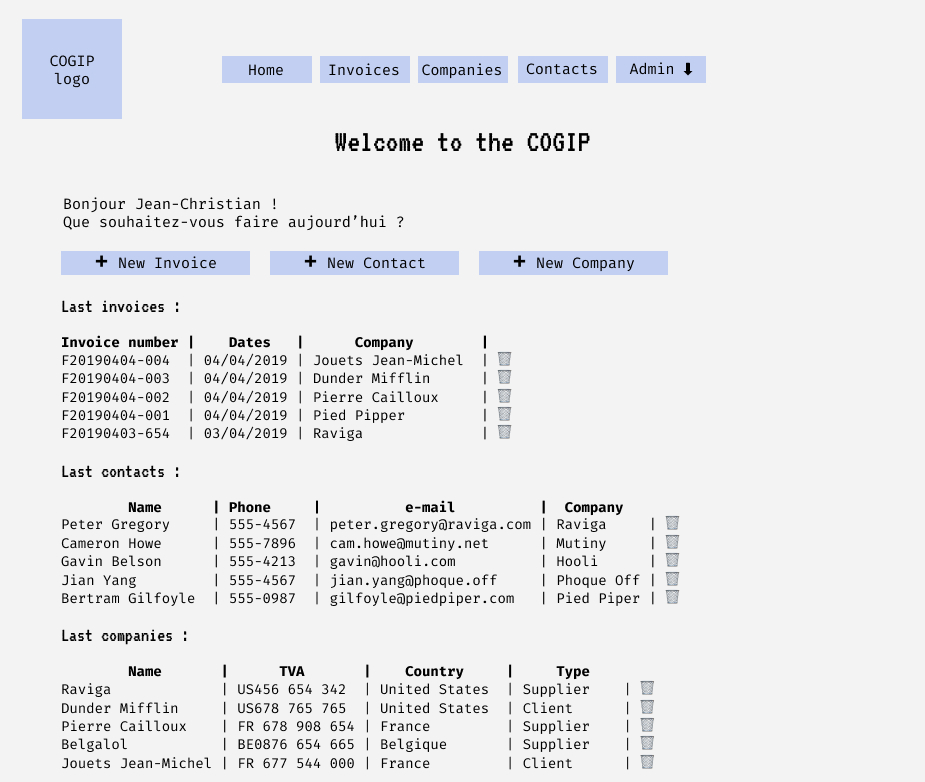 COGIP
logo
Home Invoices Companies Contacts Admin ⬇
Welcome to the COGIP
Bonjour Jean-Christian !
Que souhaitez-vous faire aujourd’hui ?
+ New Invoice + New Contact + New Company
Last invoices :
Invoice number | Dates | Company |
F20190404-004 | 04/04/2019 | Jouets Jean-Michel |
F20190404-003 | 04/04/2019 | Dunder Mifflin |
F20190404-002 | 04/04/2019 | Pierre Cailloux |
F20190404-001 | 04/04/2019 | Pied Pipper |
F20190403-654 | 03/04/2019 | Raviga |
Last contacts :
Name | Phone | e-mail | Company
Peter Gregory | 555-4567 | peter.gregory@raviga.com | Raviga |
Cameron Howe | 555-7896 | cam.howe@mutiny.net | Mutiny |
Gavin Belson | 555-4213 | gavin@hooli.com | Hooli |
Jian Yang | 555-4567 | jian.yang@phoque.off | Phoque Off |
Bertram Gilfoyle | 555-0987 | gilfoyle@piedpiper.com | Pied Piper |
Last companies :
Name | TVA | Country | Type
Raviga | US456 654 342 | United States | Supplier |
Dunder Mifflin | US678 765 765 | United States | Client |
Pierre Cailloux | FR 678 908 654 | France | Supplier |
Belgalol | BE0876 654 665 | Belgique | Supplier |
Jouets Jean-Michel | FR 677 544 000 | France | Client |